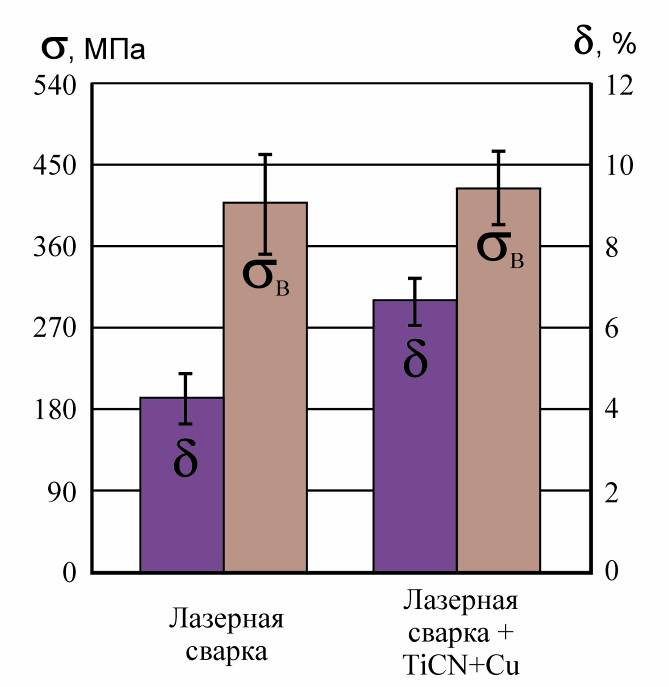 σ, МПа
δ, %
540
450
360
270
180
90
0
12
10
8
6
4
2
0
δ
σв
δ
σв
Лазерная
сварка
Лазерная
сварка +
TiCN+Cu